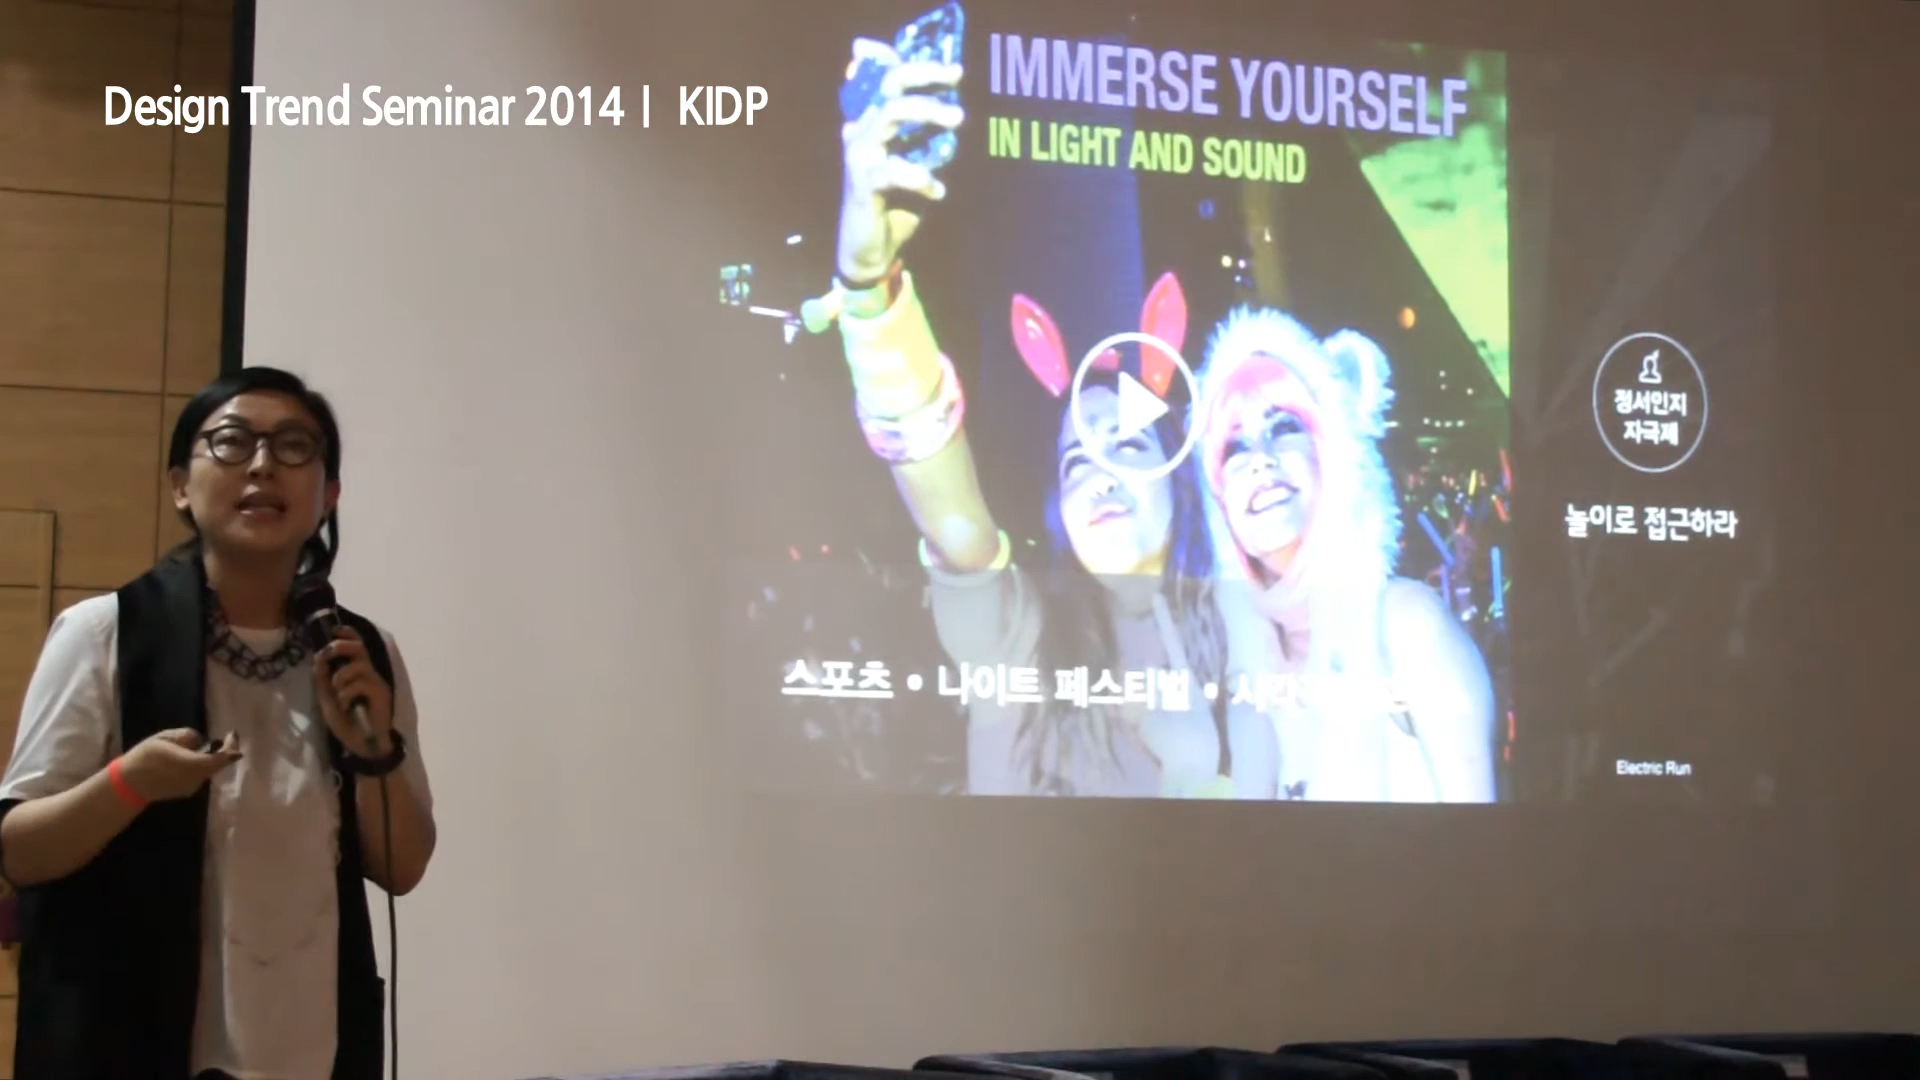 Design Trend Seminar 2014 | KIDP
IMMERSE YOURSELF
IN LIGHT AND SOUND
정서인지
자극제
놀이로 접근하라
스포츠 • 나이트 페스티벌 •
Electric Run